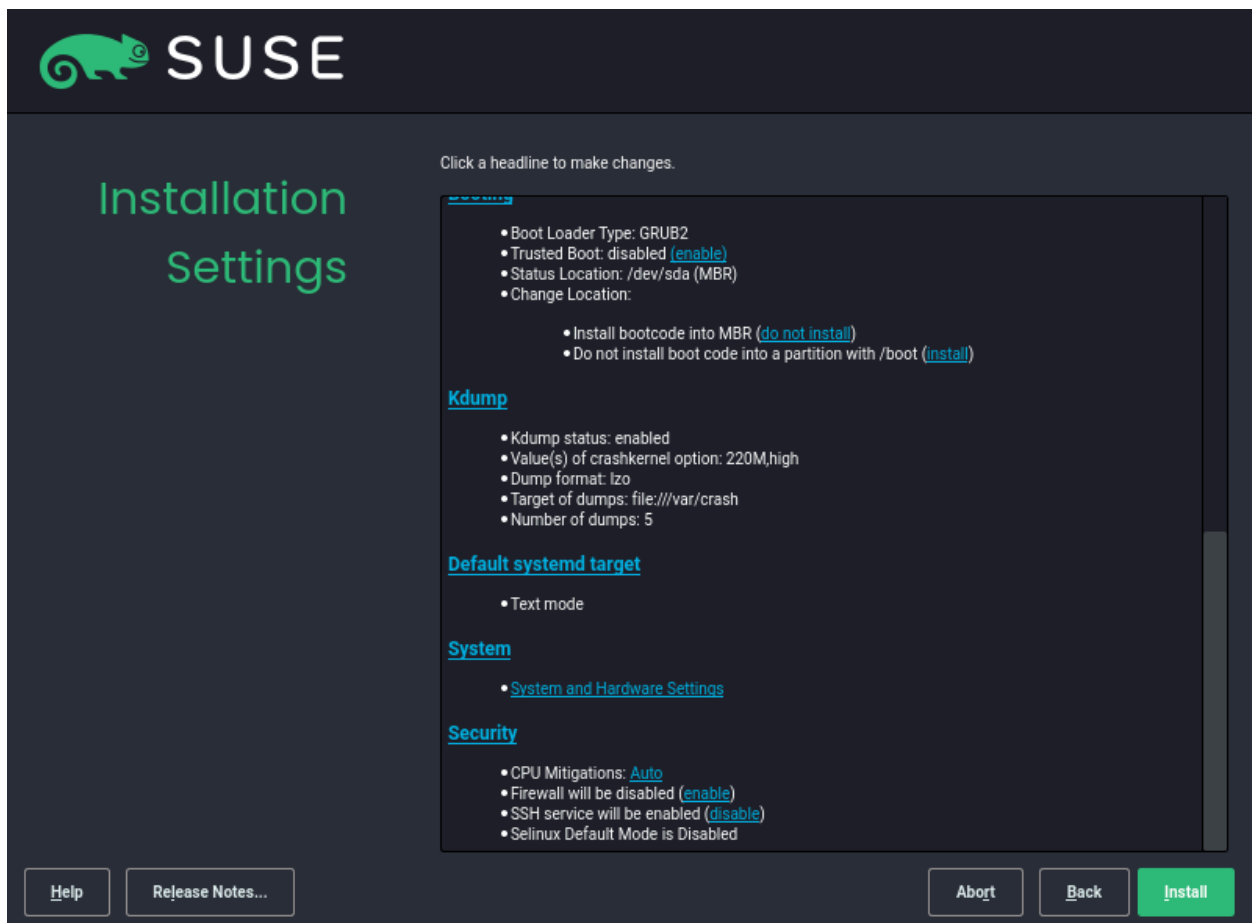 SUSE
Installation
Settings
Click a headline to make changes.
Booting
• Boot Loader Type: GRUB2
• Trusted Boot: disabled (enable)
• Status Location: /dev/sda (MBR)
• Change Location:
• Install bootcode into MBR (do not install)
• Do not install boot code into a partition with /boot (install)
Kdump
• Kdump status: enabled
• Value(s) of crashkernel option: 220M,high
• Dump format: lzo
• Target of dumps: file:///var/crash
• Number of dumps: 5
Default systemd target
• Text mode
System
• System and Hardware Settings
Security
• CPU Mitigations: Auto
• Firewall will be disabled (enable)
• SSH service will be enabled (disable)
• Selinux Default Mode is Disabled
Help
Release Notes...
Abort
Back
Install